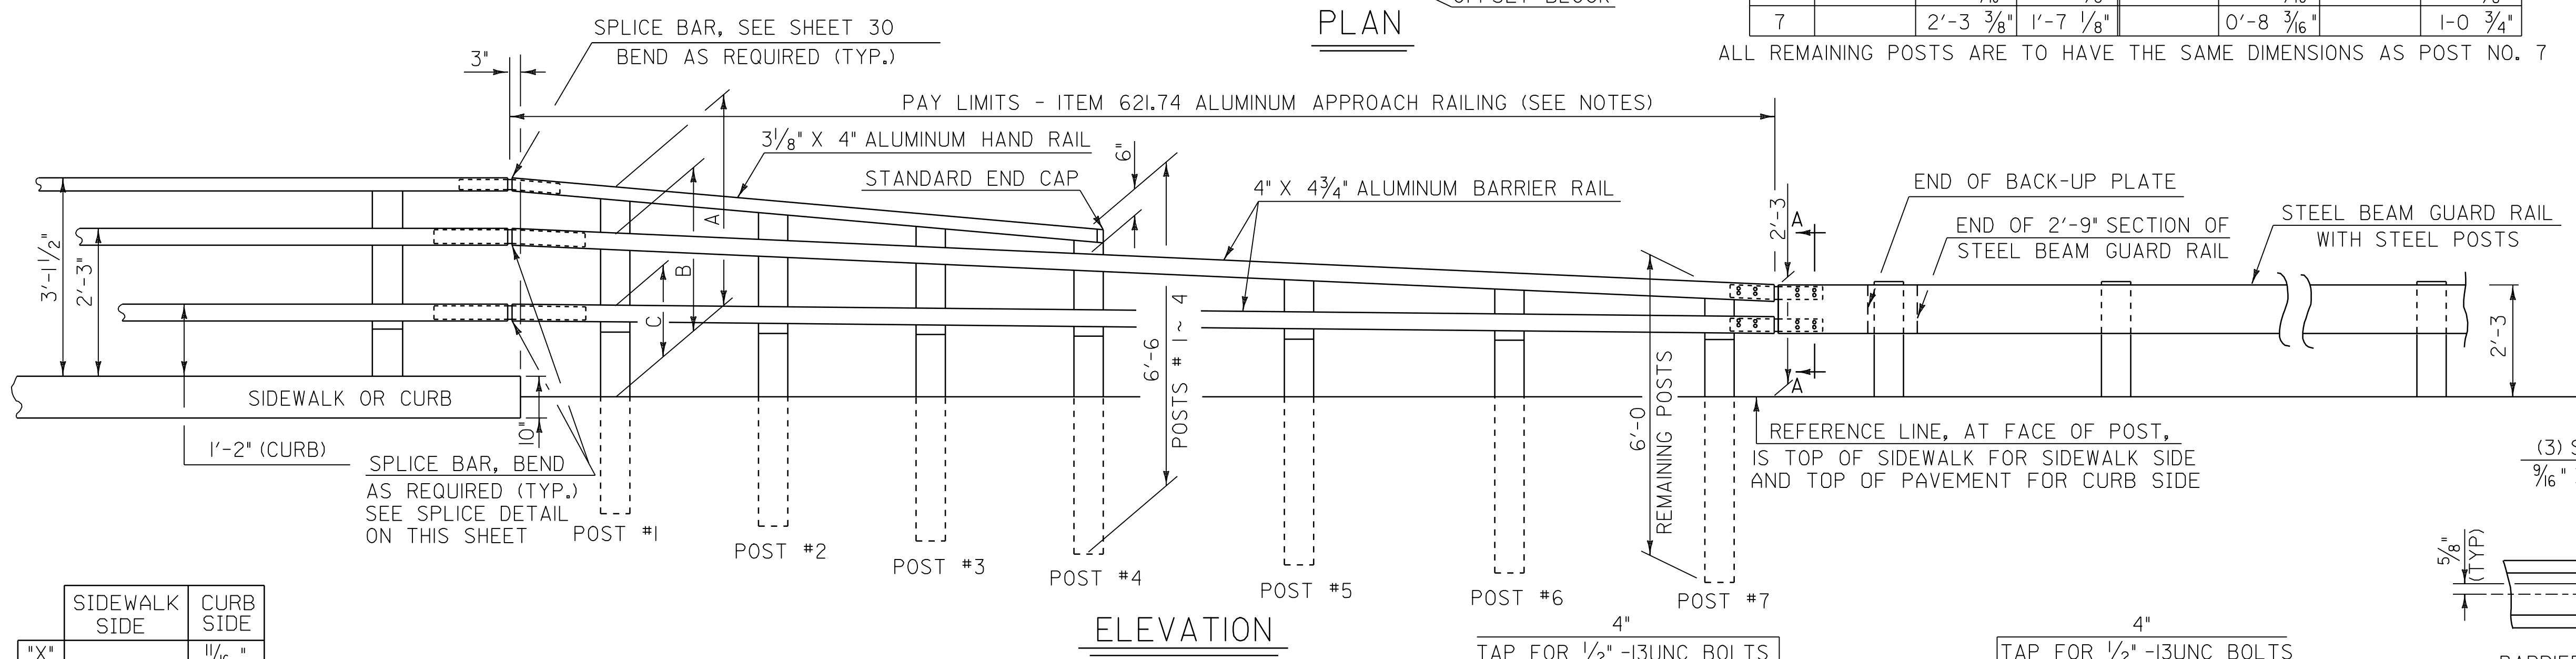 PLAN
7 2'-3 3/8" 1'-7 1/8" 0'-8 3/16" 1-0 3/4"
ALL REMAINING POSTS ARE TO HAVE THE SAME DIMENSIONS AS POST NO. 7
SPLICE BAR, SEE SHEET 30
BEND AS REQUIRED (TYP.)
3"
PAY LIMITS - ITEM 621.74 ALUMINUM APPROACH RAILING (SEE NOTES)
3 1/8" X 4" ALUMINUM HAND RAIL
STANDARD END CAP
6"
4" X 4 3/4" ALUMINUM BARRIER RAIL
2'-3
A
A
END OF BACK-UP PLATE
END OF 2'-9" SECTION OF
STEEL BEAM GUARD RAIL
STEEL BEAM GUARD RAIL
WITH STEEL POSTS
3'-1 1/2"
2'-3"
A
B
C
6'-6
POSTS # 1 ~ 4
6'-0
REMAINING POSTS
2'-3
SIDEWALK OR CURB
10"
1'-2" (CURB)
SPLICE BAR, BEND
AS REQUIRED (TYP.)
SEE SPLICE DETAIL
ON THIS SHEET
REFERENCE LINE, AT FACE OF POST,
IS TOP OF SIDEWALK FOR SIDEWALK SIDE
AND TOP OF PAVEMENT FOR CURB SIDE
POST #1
POST #2
POST #3
POST #4
POST #5
POST #6
POST #7
ELEVATION
(3)
9/16"
5/8"
(TYP)
SIDEWALK
SIDE
CURB
SIDE
"X" 11/16"
4"
TAP FOR 1/2" -13UNC BOLTS
4"
TAP FOR 1/2" -13UNC BOLTS